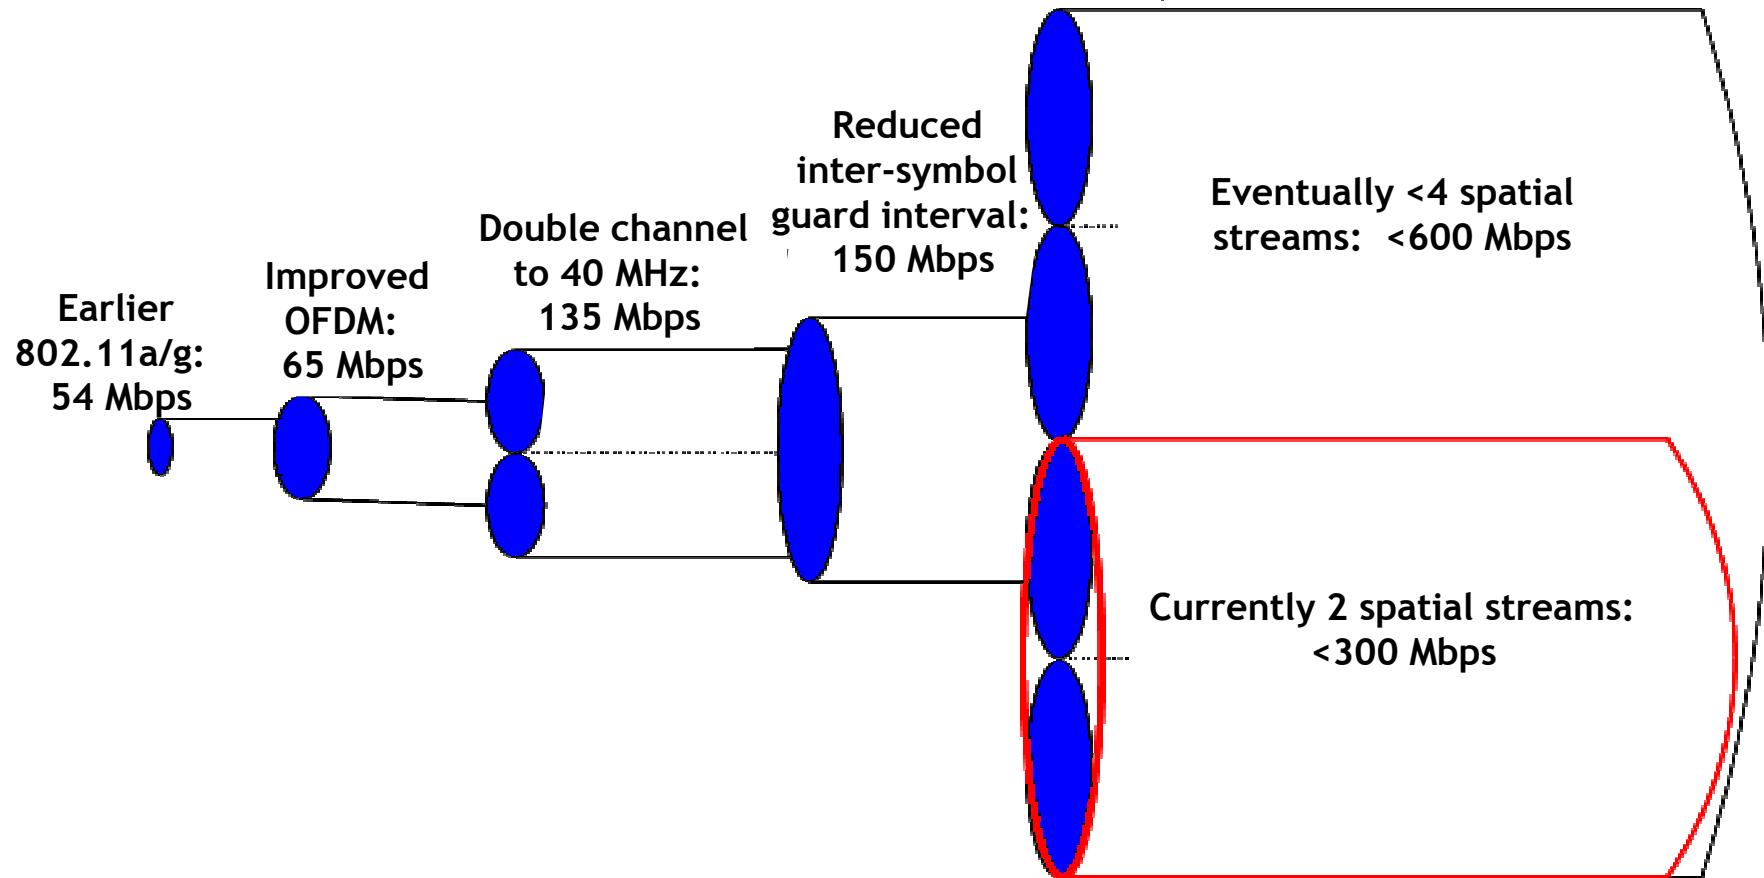 Earlier
802.11a/g:
54 Mbps
Improved
OFDM:
65 Mbps
Double channel
to 40 MHz:
135 Mbps
Reduced
inter-symbol
guard interval:
150 Mbps
Eventually <4 spatial
streams: <600 Mbps
Currently 2 spatial streams:
<300 Mbps